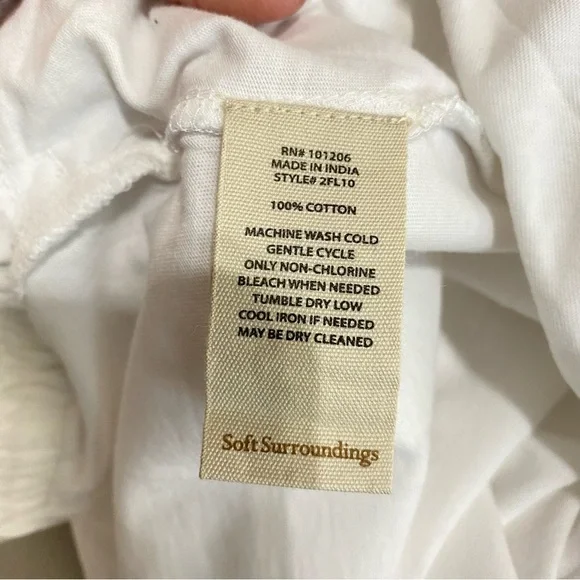 RN# 101206
MADE IN INDIA
STYLE# 2FL10
100% COTTON
MACHINE WASH COLD
GENTLE CYCLE
ONLY NON-CHLORINE
BLEACH WHEN NEEDED
TUMBLE DRY LOW
COOL IRON IF NEEDED
MAY BE DRY CLEANED
Soft Surroundings